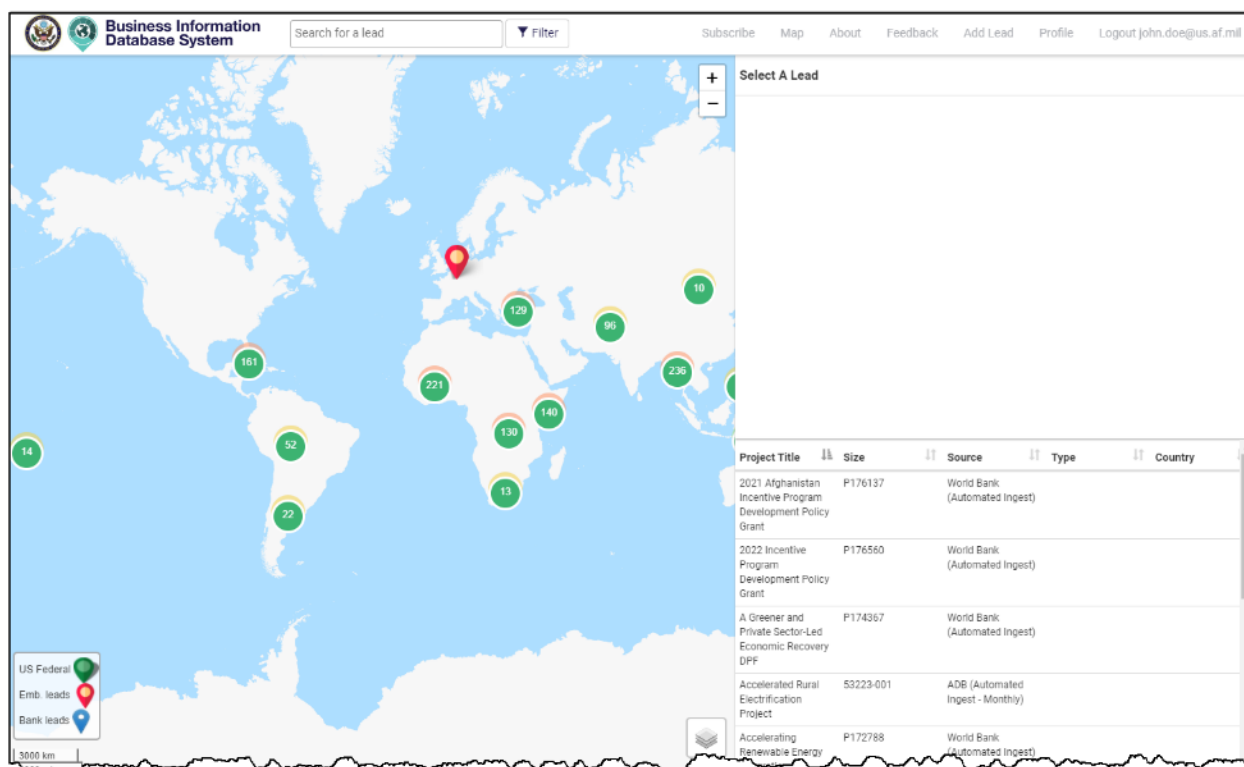 Business Information
Database System
Search for a lead
Filter
Subscribe Map About Feedback Add Lead Profile Logout john.doe@us.af.mil
+
−
Select A Lead
10
129
96
161
236
221
140
130
52
14
13
22
Project Title Size Source Type Country
2021 Afghanistan P176137 World Bank
Incentive Program (Automated Ingest)
Development Policy
Grant
2022 Incentive P176560 World Bank
Program (Automated Ingest)
Development Policy
Grant
A Greener and P174367 World Bank
Private Sector-Led (Automated Ingest)
Economic Recovery
DPF
Accelerated Rural 53223-001 ADB (Automated
Electrification Ingest - Monthly)
Project
Accelerating P172788 World Bank
Renewable Energy (Automated Ingest)
US Federal
Emb. leads
Bank leads
3000 km